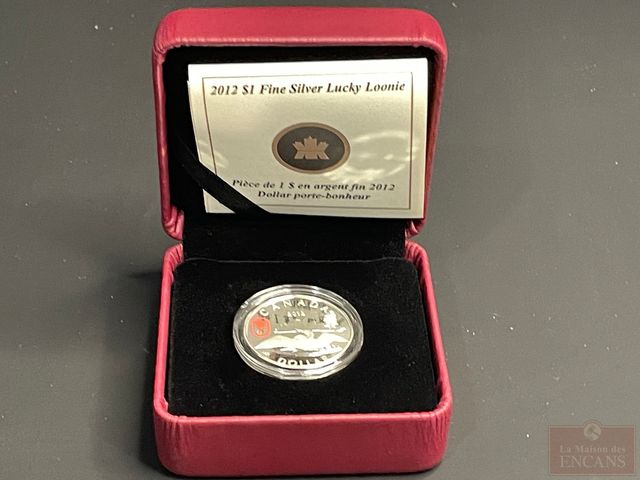 2012 $1 Fine Silver Lucky Loonie
Pièce de 1 $ en argent fin 2012
Dollar porte-bonheur
CANADA
2012
DOLLAR
La Maison des
ENCANS